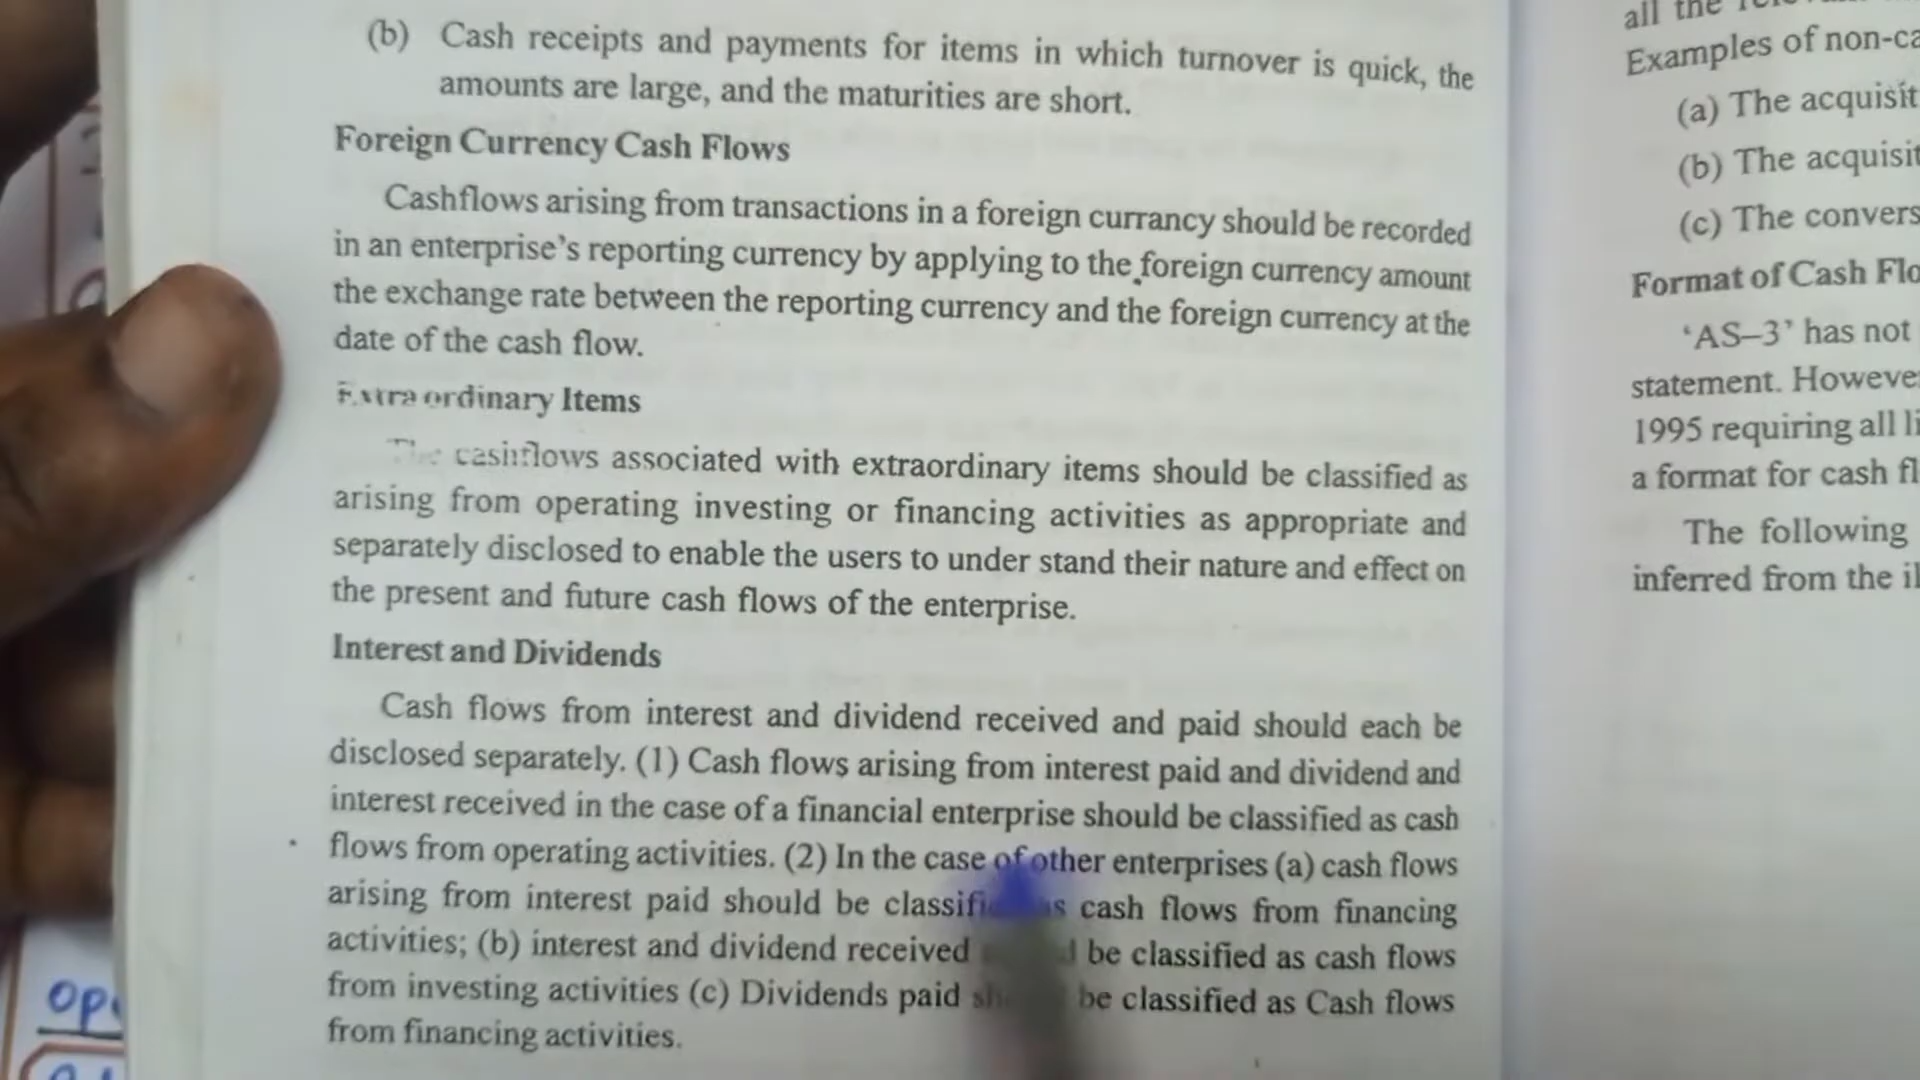 (b) Cash receipts and payments for items in which turnover is quick, the
amounts are large, and the maturities are short.
Foreign Currency Cash Flows
Cashflows arising from transactions in a foreign currancy should be recorded
in an enterprise's reporting currency by applying to the foreign currency amount
the exchange rate between the reporting currency and the foreign currency at the
date of the cash flow.
Extra ordinary Items
The cashflows associated with extraordinary items should be classified as
arising from operating investing or financing activities as appropriate and
separately disclosed to enable the users to under stand their nature and effect on
the present and future cash flows of the enterprise.
Interest and Dividends
Cash flows from interest and dividend received and paid should each be
disclosed separately. (1) Cash flows arising from interest paid and dividend and
interest received in the case of a financial enterprise should be classified as cash
flows from operating activities. (2) In the case of other enterprises (a) cash flows
arising from interest paid should be classified as cash flows from financing
activities; (b) interest and dividend received be classified as cash flows
from investing activities (c) Dividends paid be classified as Cash flows
from financing activities.
all the
Examples of non-ca
(a) The acquisit
(b) The acquisit
(c) The convers
Format of Cash Flo
'AS–3' has not
statement. Howeve
1995 requiring all li
a format for cash fl
The following
inferred from the il
op